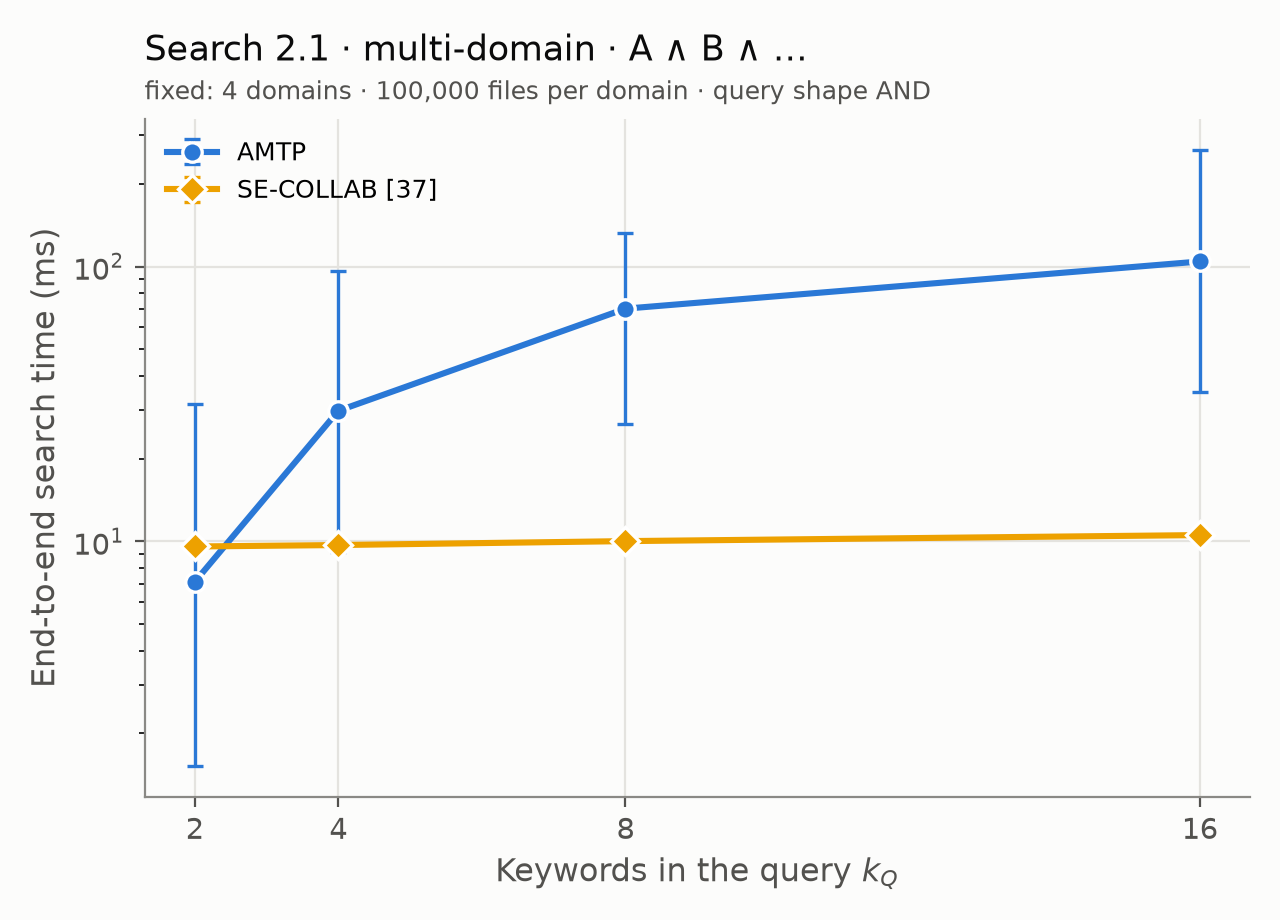 Search 2.1 · multi-domain · A ∧ B ∧ …
fixed: 4 domains · 100,000 files per domain · query shape AND
AMTP
SE-COLLAB [37]
End-to-end search time (ms)
10²
10¹
2 4 8 16
Keywords in the query k_Q